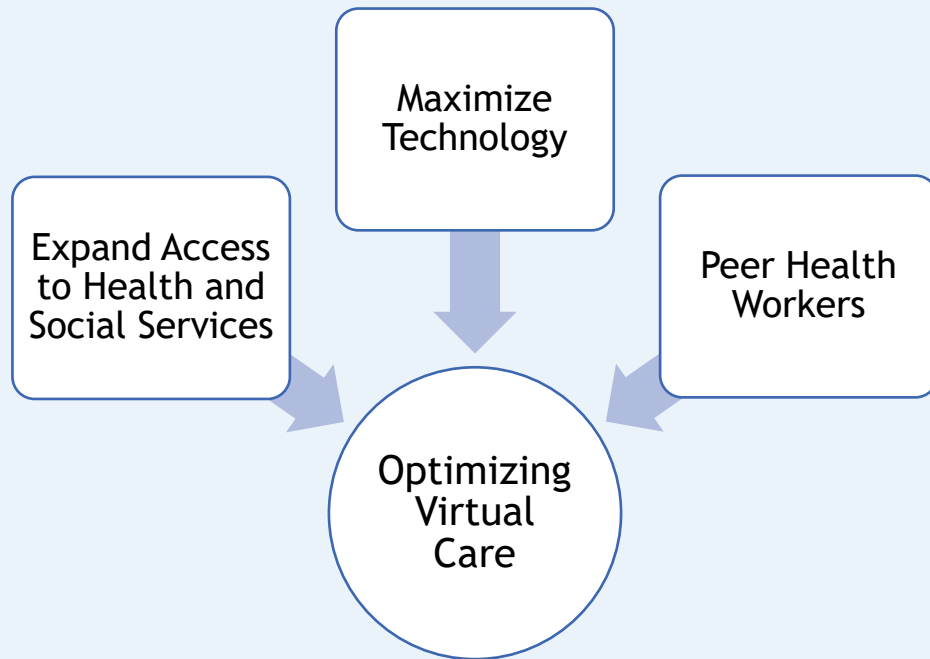 Maximize
Technology
Expand Access
to Health and
Social Services
Peer Health
Workers
Optimizing
Virtual
Care